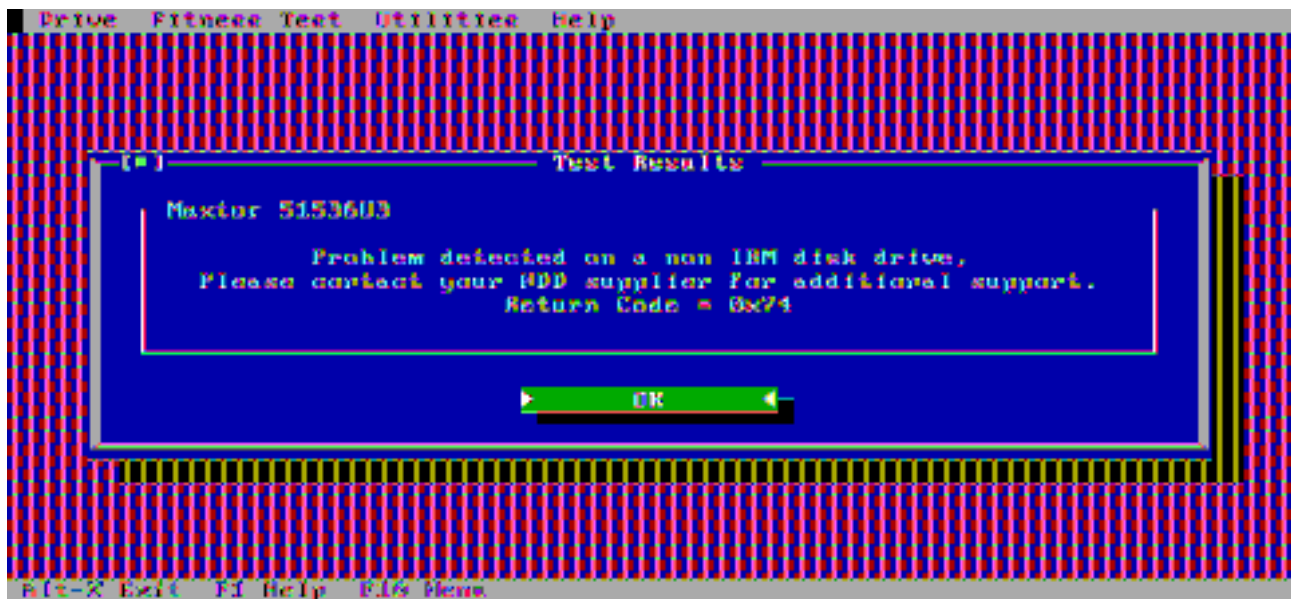 Drive Fitness Test Utilities Help
[■] Test Results
Maxtor 51536U3
Problem detected on a non IBM disk drive,
Please contact your HDD supplier for additional support.
Return Code = 0x74
OK
Alt-X Exit F1 Help F10 Menu